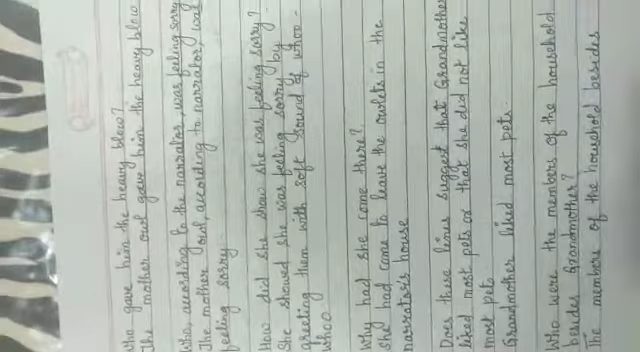 Who gave him the heavy blow?
The mother owl gave him the heavy blow
Who, according to the narrator, was feeling sorry
The mother owl, according to narrator, was
feeling sorry.
How did she show she was feeling sorry?
She showed she was feeling sorry by
greeting them with soft sound of whoo-
whoo
Why had she come there?
She had come to leave the owlets in the
narrator's house
Does these lines suggest that Grandmother
liked most pets or that she did not like
most pets
Grandmother liked most pets.
Who were the members of the household
besides Grandmother?
The members of the household besides